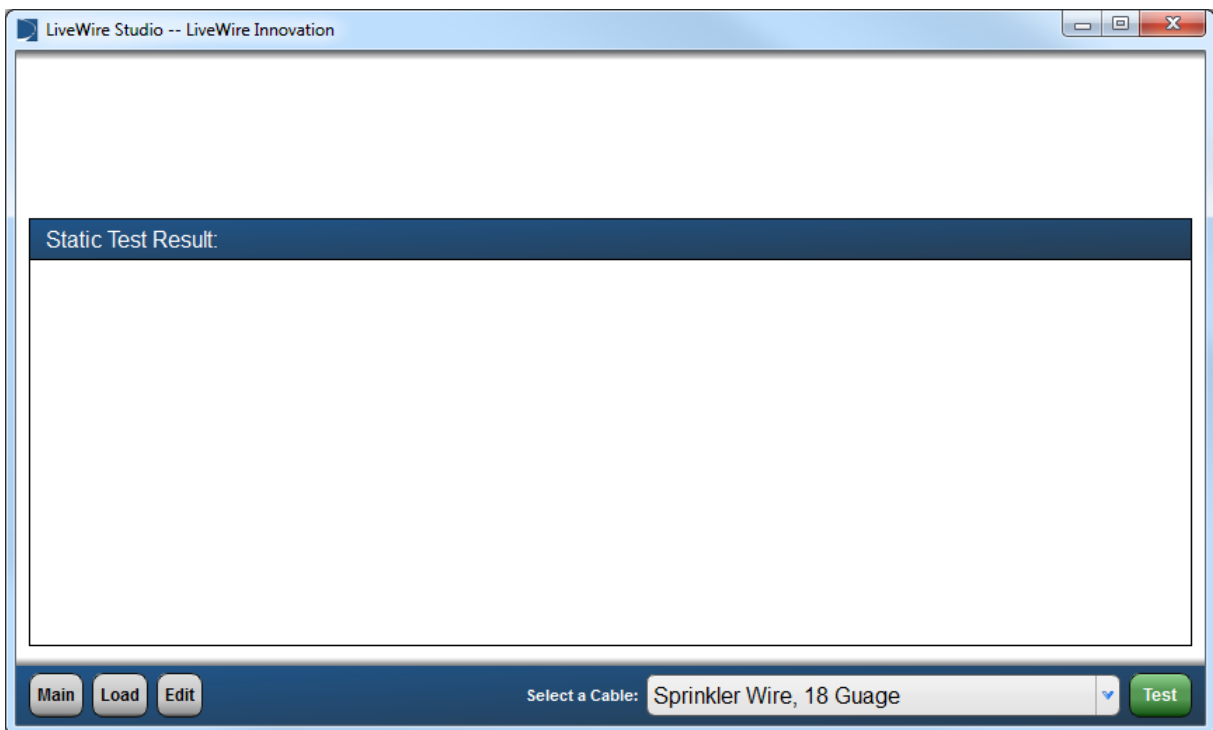 LiveWire Studio -- LiveWire Innovation
Static Test Result:
Main Load Edit Select a Cable: Sprinkler Wire, 18 Guage Test